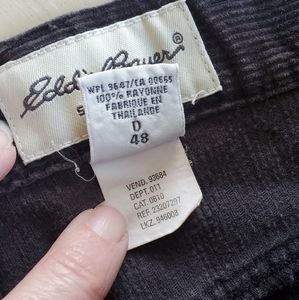 Eddie Bauer®
WPL 9647/CA 00655
100% RAYONNE
FABRIQUE EN
THAILANDE
D
48
VEND. 93684
DEPT. 011
CAT. 0810
REF. 23207297
LKZ. 946008